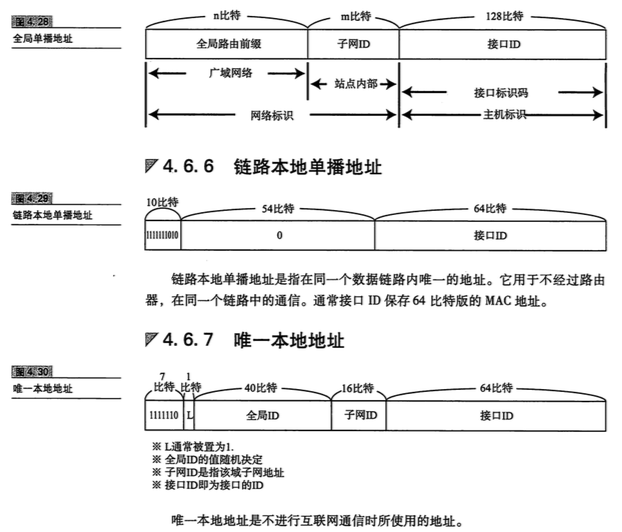 图4.28
全局单播地址
n比特 m比特 128比特
全局路由前缀 子网ID 接口ID
广域网络 站点内部 接口标识码
网络标识 主机标识
4.6.6 链路本地单播地址
图4.29
链路本地单播地址
10比特 54比特 64比特
1111111010 0 接口ID
链路本地单播地址是指在同一个数据链路内唯一的地址。它用于不经过路由
器，在同一个链路中的通信。通常接口 ID 保存 64 比特版的 MAC 地址。
4.6.7 唯一本地地址
图4.30
唯一本地地址
7 1
比特 比特 40比特 16比特 64比特
1111110 L 全局ID 子网ID 接口ID
※ L通常被置为1.
※ 全局ID的值随机决定
※ 子网ID是指该域子网地址
※ 接口ID即为接口的ID
唯一本地地址是不进行互联网通信时所使用的地址。